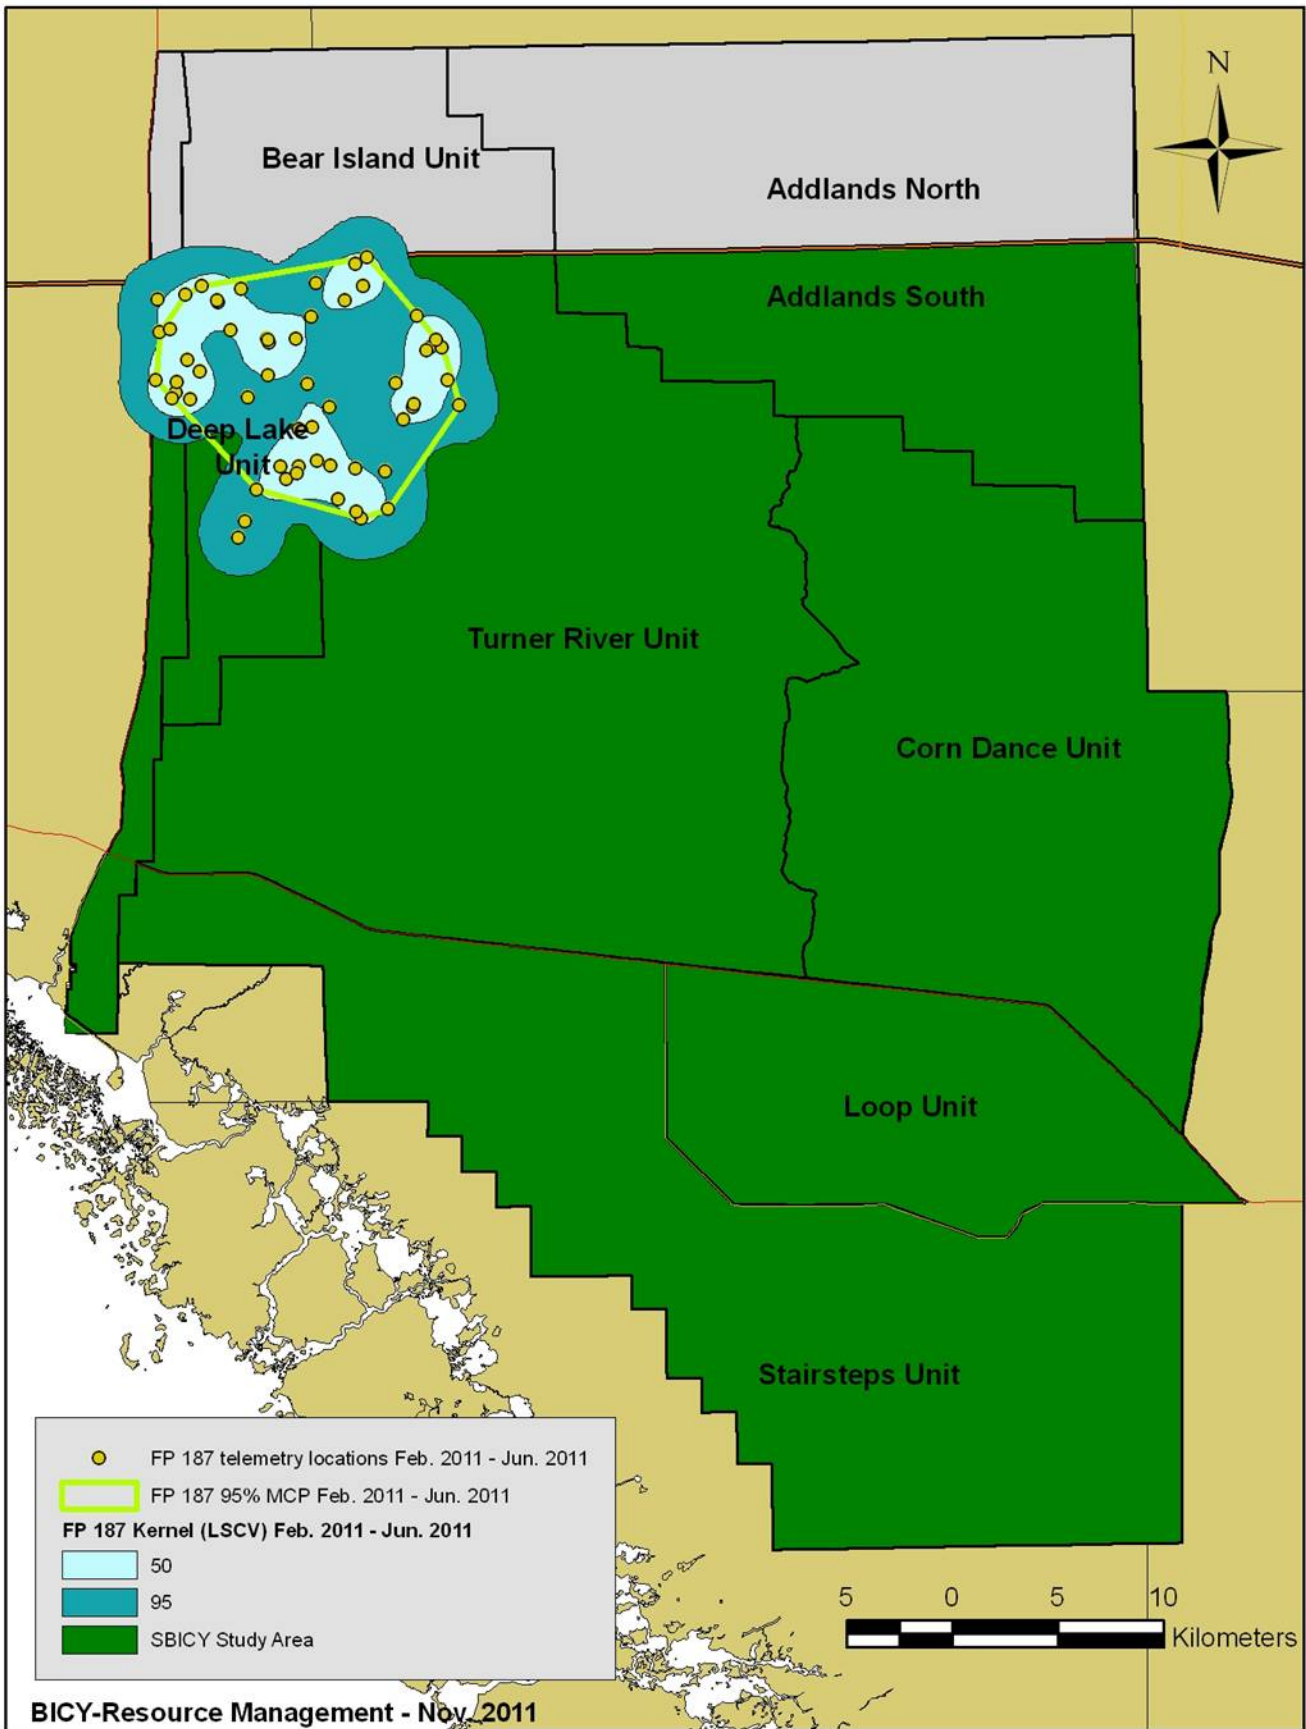 N
Bear Island Unit
Addlands North
Addlands South
Deep Lake
Unit
Turner River Unit
Corn Dance Unit
Loop Unit
Stairsteps Unit
FP 187 telemetry locations Feb. 2011 - Jun. 2011
FP 187 95% MCP Feb. 2011 - Jun. 2011
FP 187 Kernel (LSCV) Feb. 2011 - Jun. 2011
50
95
SBICY Study Area
5 0 5 10
Kilometers
BICY-Resource Management - Nov. 2011